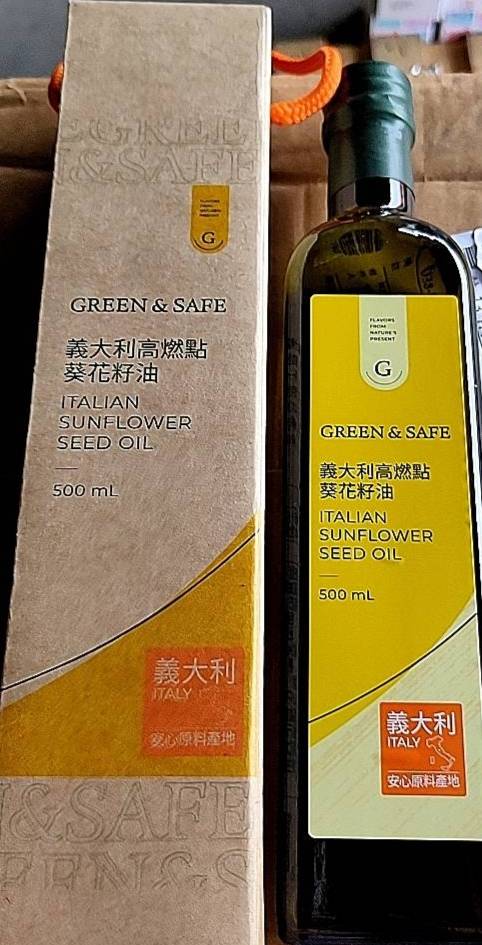 GREEN & SAFE
義大利高燃點
葵花籽油
ITALIAN
SUNFLOWER
SEED OIL
500 mL
義大利
ITALY
安心原料產地
&SAFE
G
FLAVORS
FROM
NATURE'S
PRESENT
G
GREEN & SAFE
義大利高燃點
葵花籽油
ITALIAN
SUNFLOWER
SEED OIL
500 mL
義大利
ITALY
安心原料產地